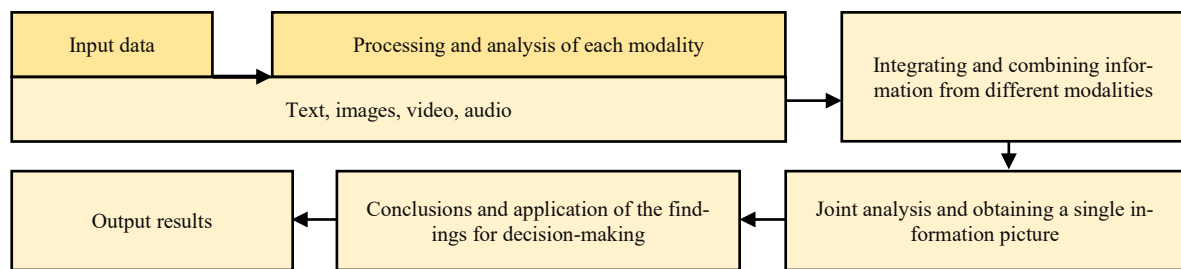 Input data
Processing and analysis of each modality
Text, images, video, audio
Integrating and combining infor-
mation from different modalities
Output results
Conclusions and application of the find-
ings for decision-making
Joint analysis and obtaining a single in-
formation picture